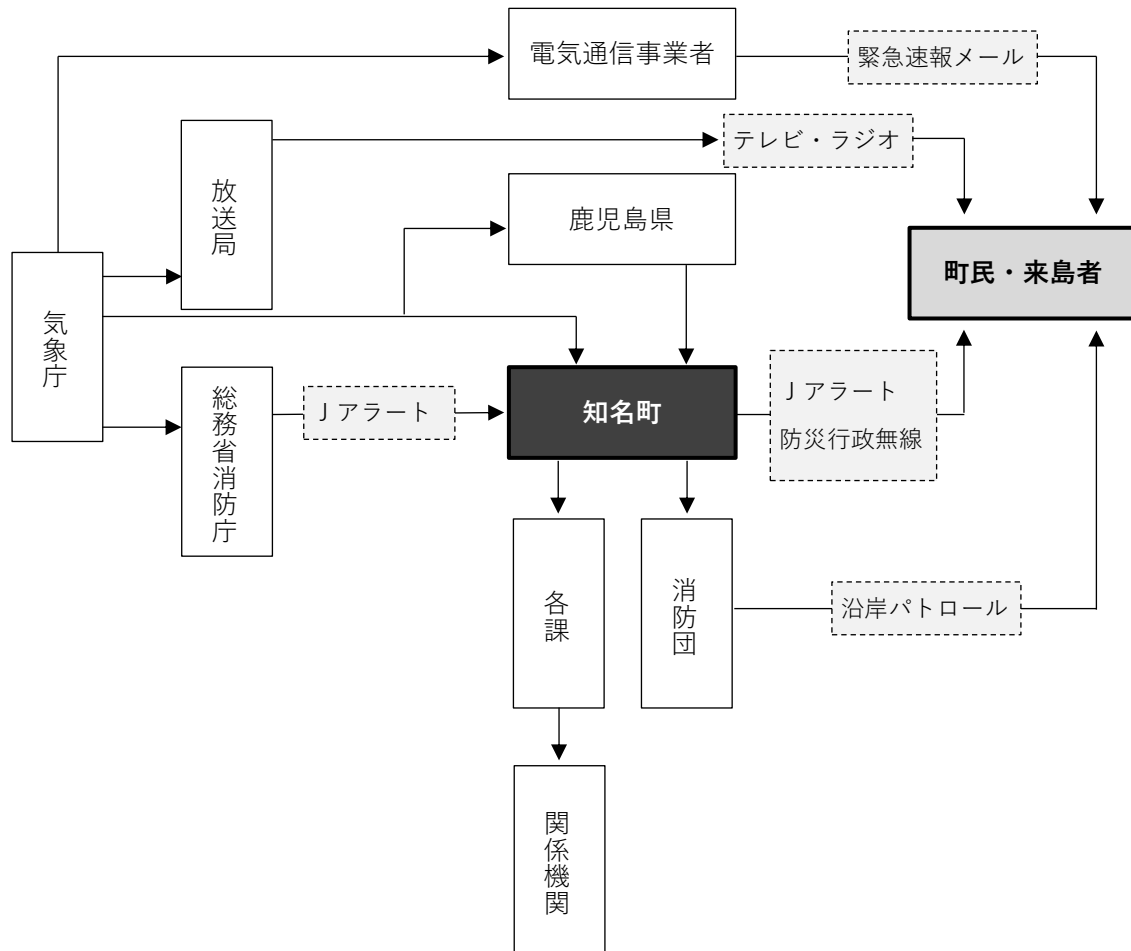 電気通信事業者
緊急速報メール
テレビ・ラジオ
放送局
鹿児島県
町民・来島者
気象庁
総務省消防庁
Ｊアラート
知名町
Ｊアラート
防災行政無線
各課
消防団
沿岸パトロール
関係機関